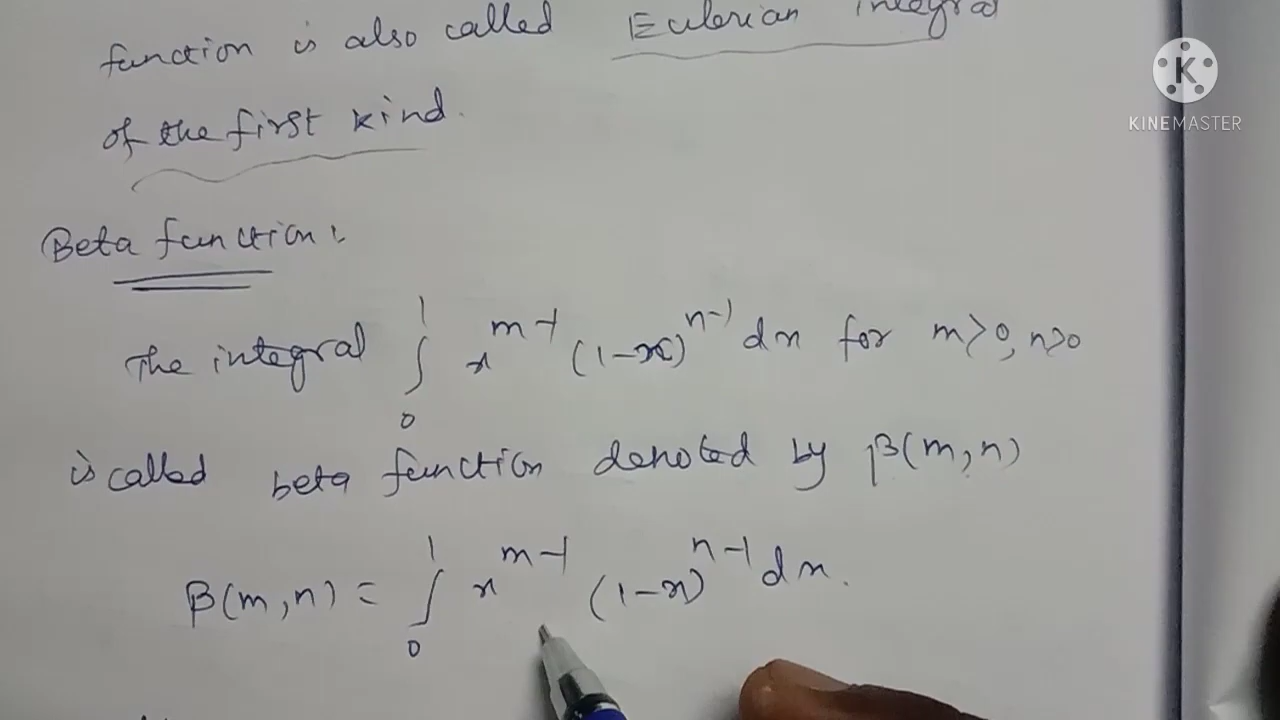 function is also called Eulerian integral
of the first kind.
K
KINEMASTER
Beta function:
The integral ∫₀¹ x^{m-1} (1-x)^{n-1} dx for m>0, n>0
is called beta function denoted by β(m,n)
β(m,n) = ∫₀¹ x^{m-1} (1-x)^{n-1} dx.